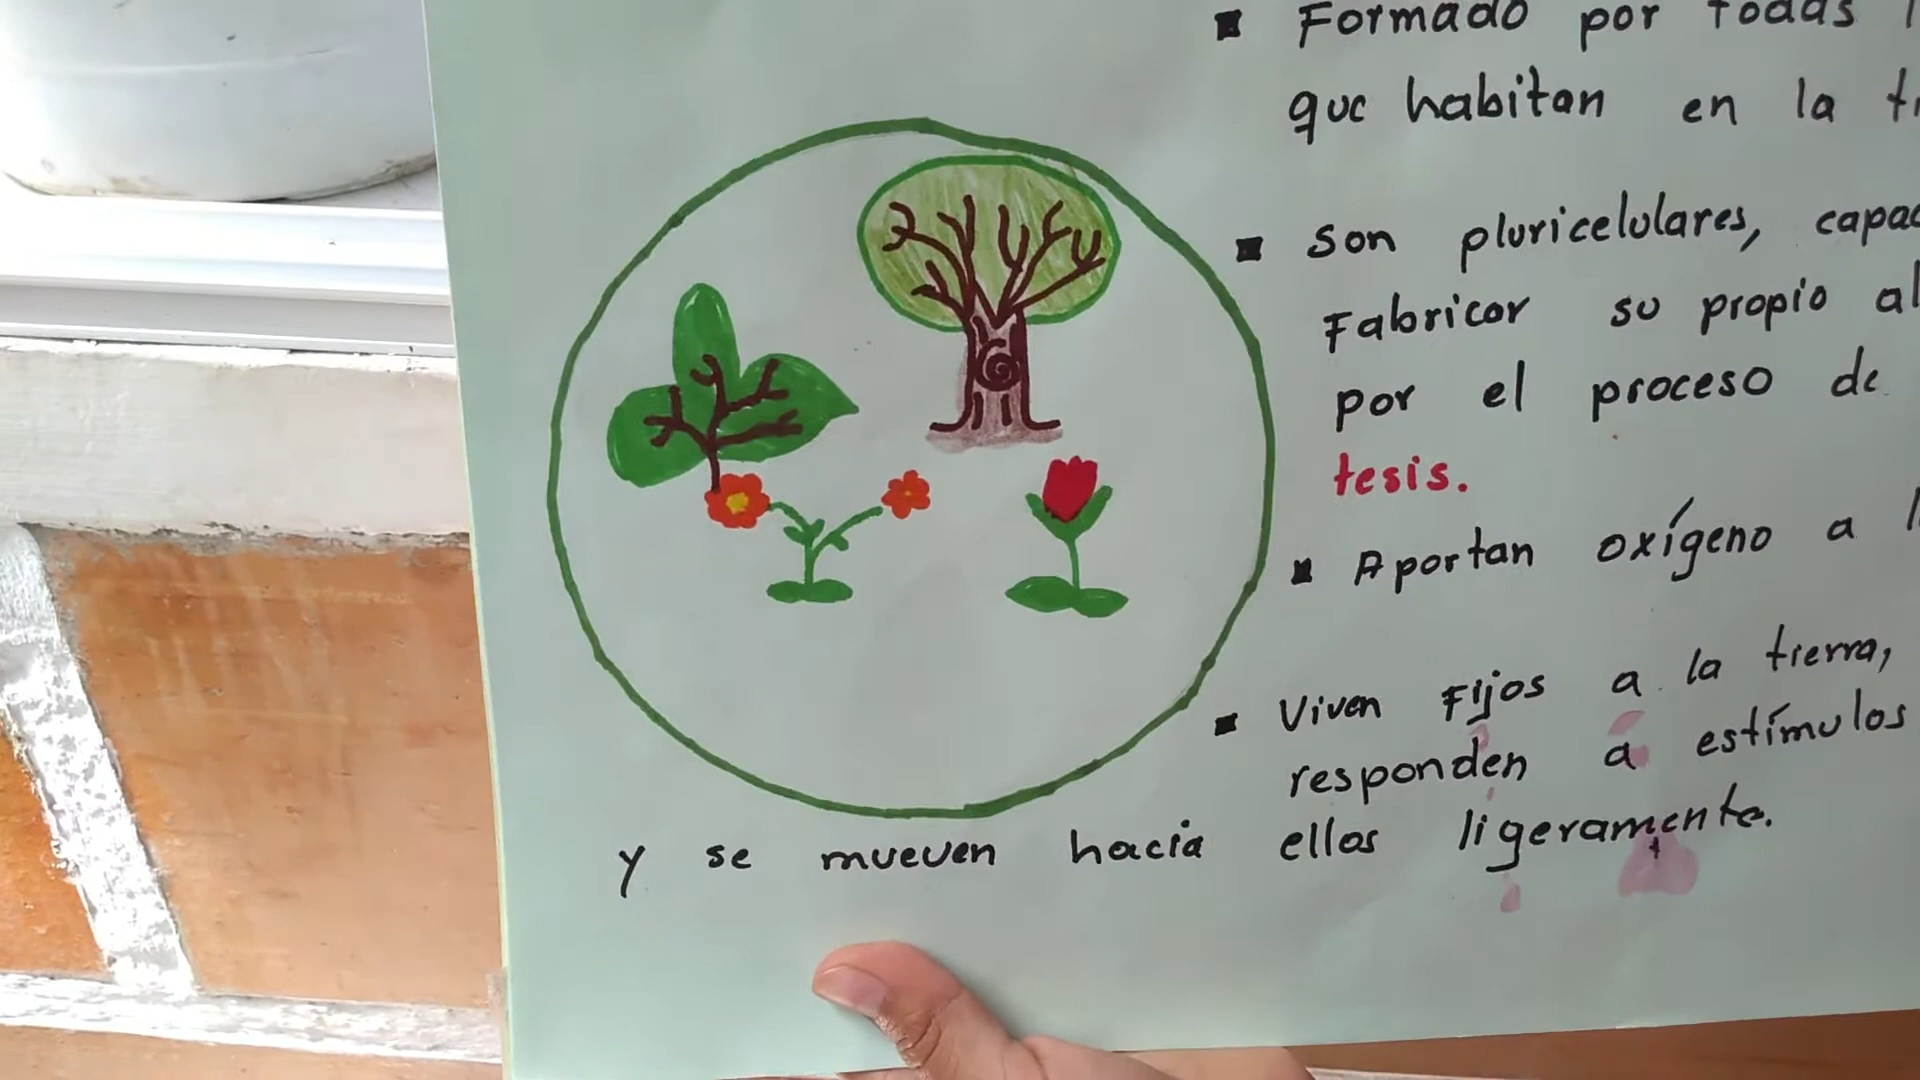 Formado por Todas
que habitan en la
son pluricelulares,
Fabricar su propio
por el proceso de
tesis.
Aportan oxígeno a
Viven Fijos a la tierra,
responden a estímulos
y se mueven hacia ellos ligeramente.